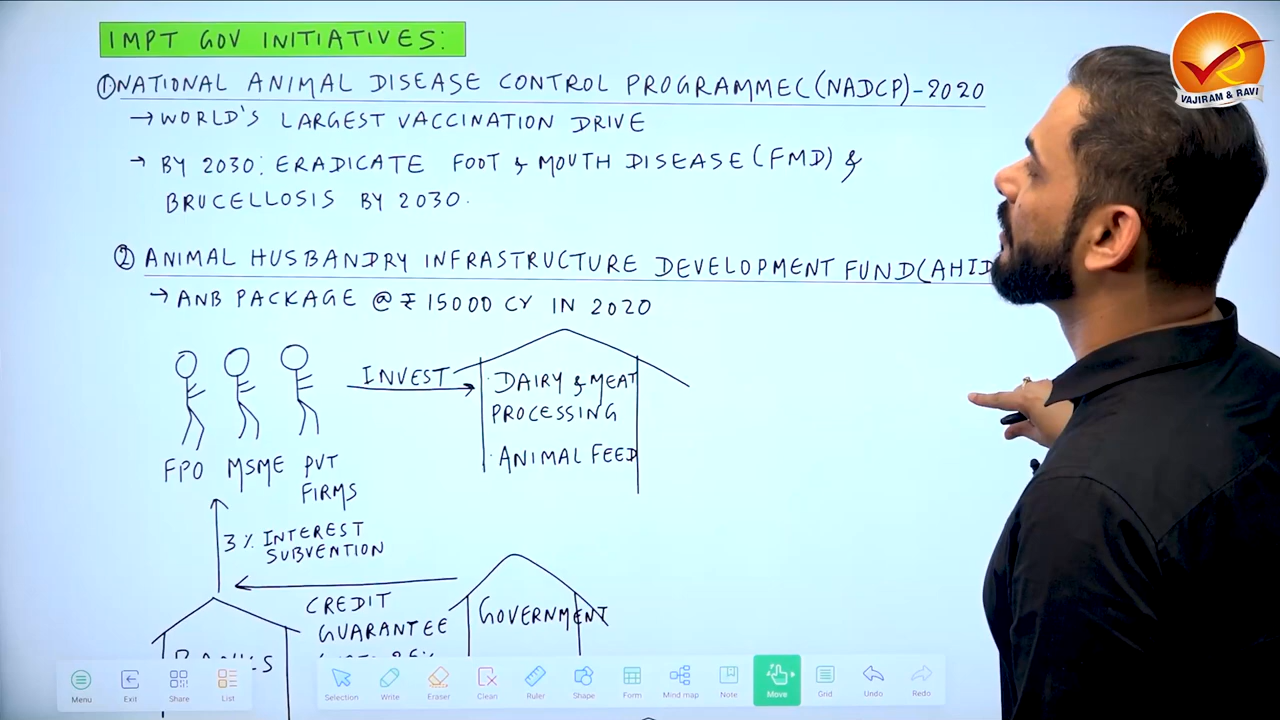 IMPT GOV INITIATIVES:
① NATIONAL ANIMAL DISEASE CONTROL PROGRAMMEC(NADCP)-2020
→ WORLD'S LARGEST VACCINATION DRIVE
→ BY 2030: ERADICATE FOOT & MOUTH DISEASE (FMD) &
BRUCELLOSIS BY 2030.
② ANIMAL HUSBANDRY INFRASTRUCTURE DEVELOPMENT FUND(AHID
→ ANB PACKAGE @ ₹ 15000 CY IN 2020
INVEST
DAIRY & MEAT
PROCESSING
ANIMAL FEED
FPO MSME PVT
FIRMS
3% INTEREST
SUBVENTION
CREDIT
GUARANTEE
GOVERNMENT
VAJIRAM & RAVI
Menu Exit Share List Selection Write Eraser Clean Ruler Shape Form Mind map Note Move Grid Undo Redo